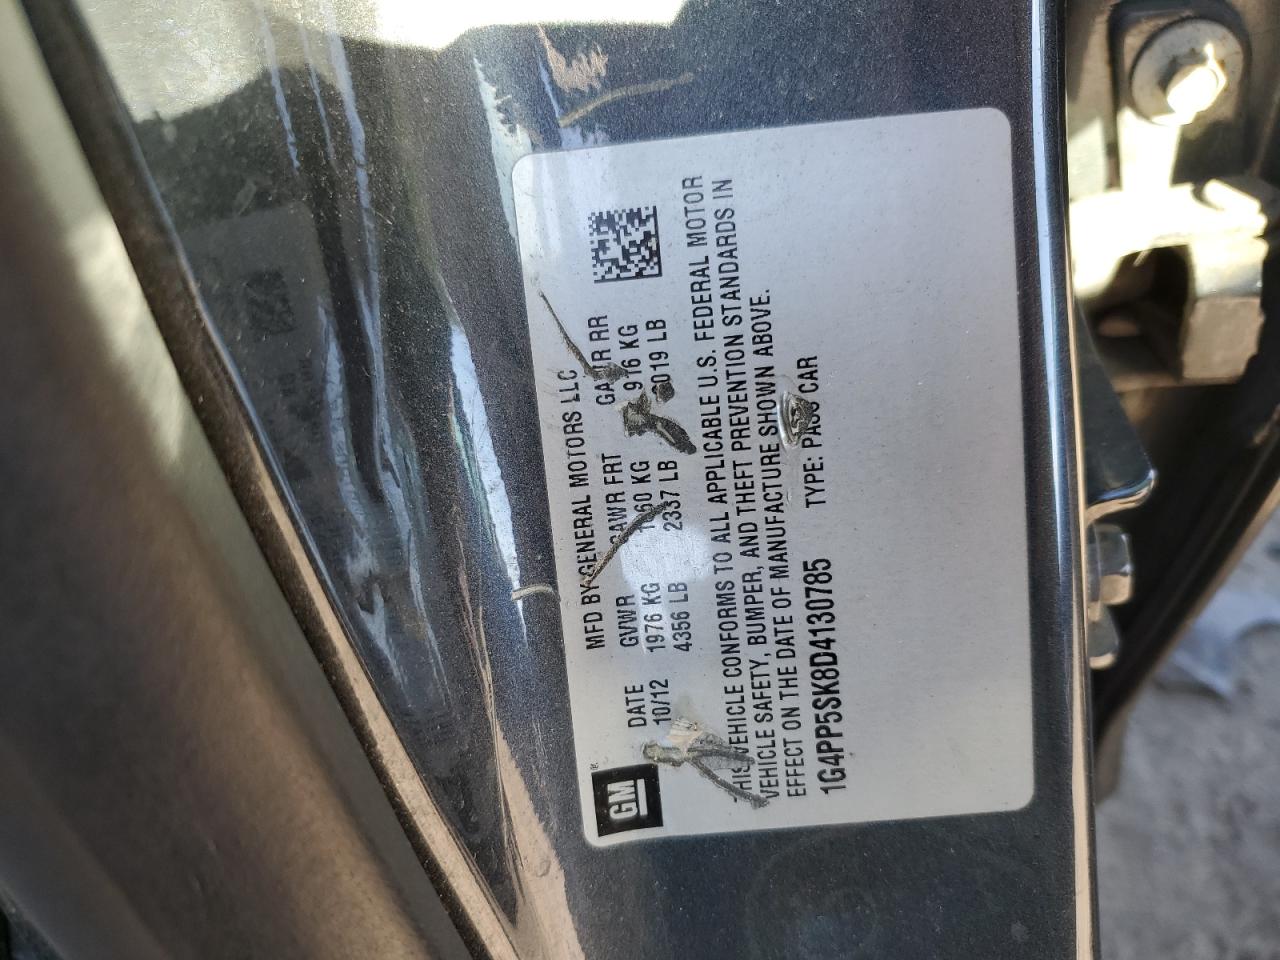 GM
MFD BY GENERAL MOTORS LLC
DATE GVWR GAWR FRT GAWR RR
10/12 1976 KG 1060 KG 916 KG
4356 LB 2337 LB 2019 LB
THIS VEHICLE CONFORMS TO ALL APPLICABLE U.S. FEDERAL MOTOR
VEHICLE SAFETY, BUMPER, AND THEFT PREVENTION STANDARDS IN
EFFECT ON THE DATE OF MANUFACTURE SHOWN ABOVE.
1G4PP5SK8D4130785 TYPE: PASS CAR